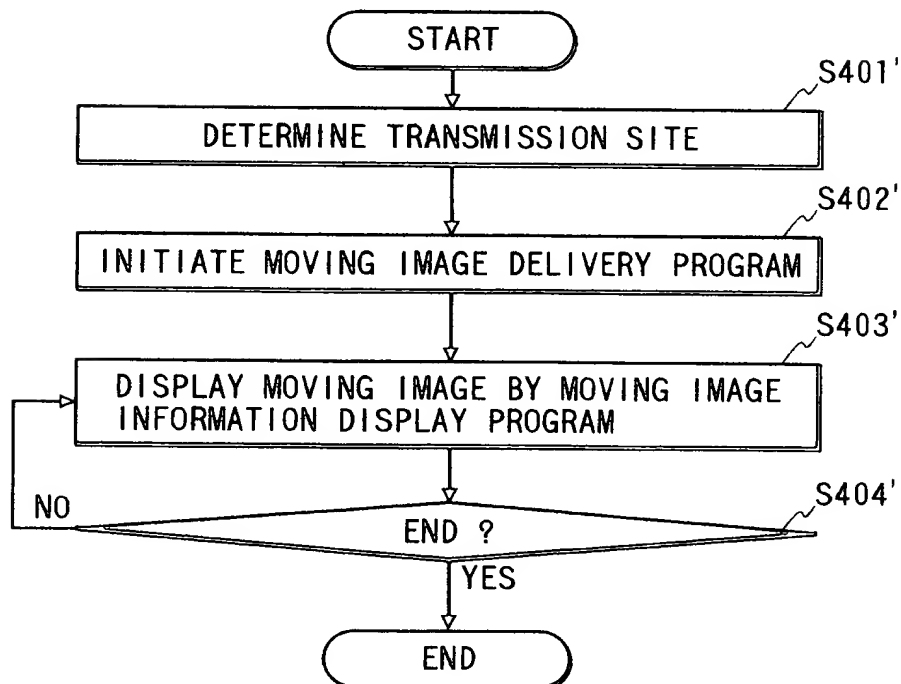 START
S401'
DETERMINE TRANSMISSION SITE
S402'
INITIATE MOVING IMAGE DELIVERY PROGRAM
S403'
DISPLAY MOVING IMAGE BY MOVING IMAGE
INFORMATION DISPLAY PROGRAM
S404'
NO
END ?
YES
END